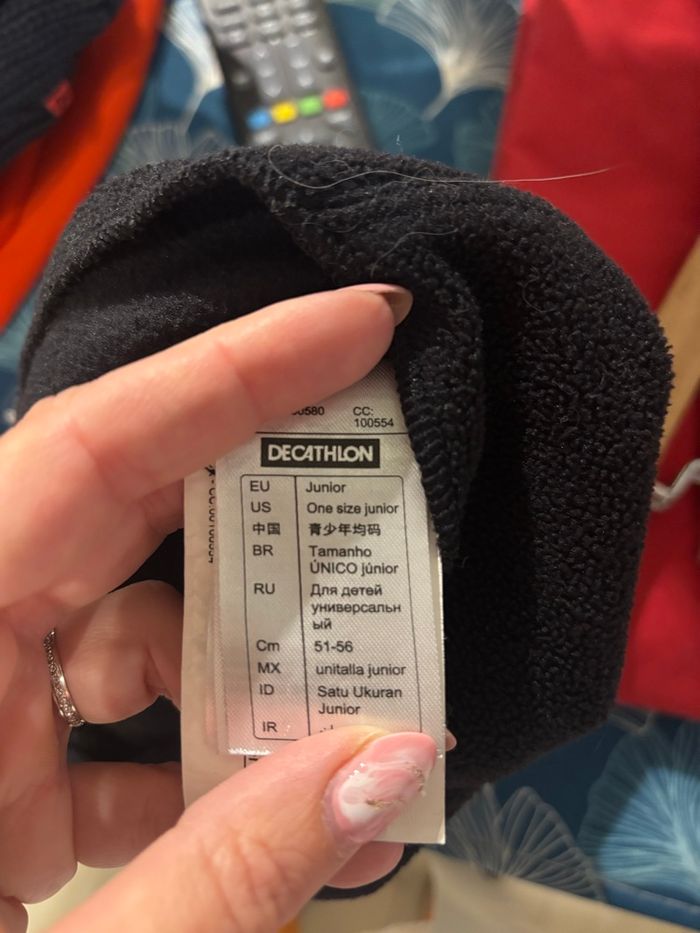 CC:
100554
DECATHLON
EU Junior
US One size junior
中国 青少年均码
BR Tamanho
ÚNICO júnior
RU Для детей
универсальн
ый
Cm 51-56
MX unitalla junior
ID Satu Ukuran
Junior
IR